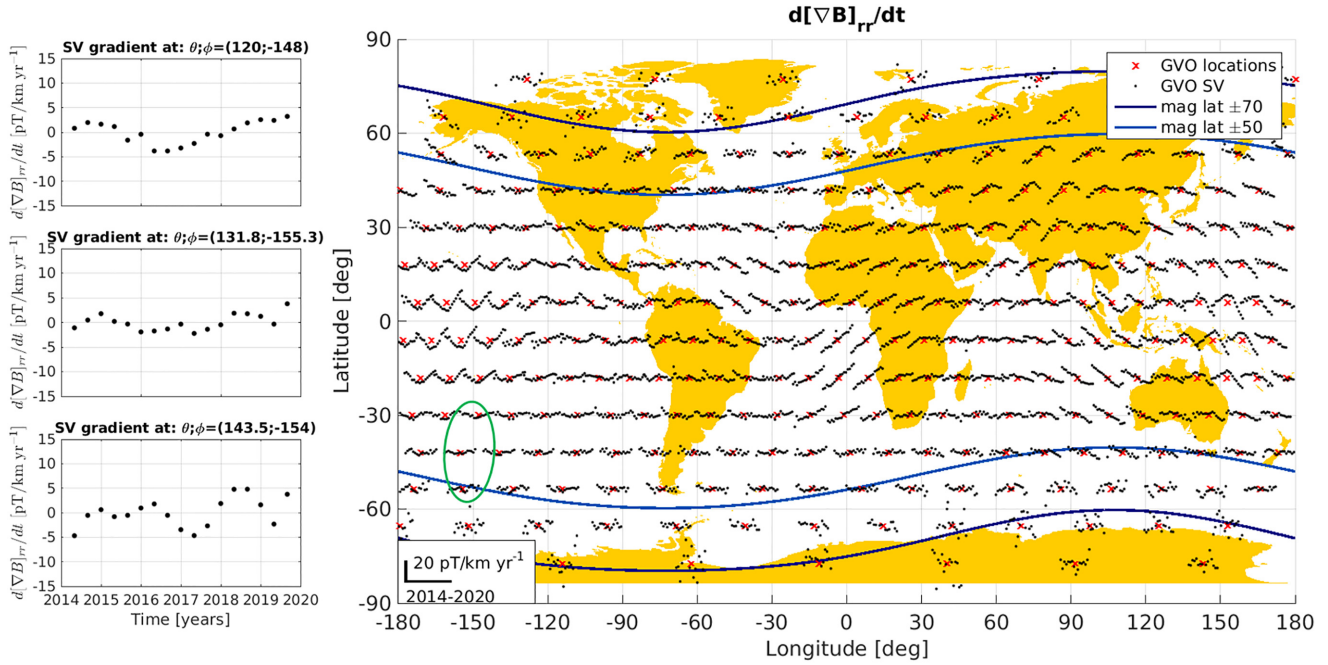 SV gradient at: θ;ϕ=(120;-148)
d[∇B]rr/dt [pT/km/yr⁻¹]
15
10
5
0
-5
-10
-15
SV gradient at: θ;ϕ=(131.8;-155.3)
d[∇B]rr/dt [pT/km yr⁻¹]
15
10
5
0
-5
-10
-15
SV gradient at: θ;ϕ=(143.5;-154)
d[∇B]rr/dt [pT/km yr⁻¹]
15
10
5
0
-5
-10
-15
2014 2015 2016 2017 2018 2019 2020
Time [years]
d[∇B]rr/dt
GVO locations
GVO SV
mag lat ±70
mag lat ±50
Latitude [deg]
90
60
30
0
-30
-60
-90
20 pT/km yr⁻¹
2014-2020
-180 -150 -120 -90 -60 -30 0 30 60 90 120 150 180
Longitude [deg]